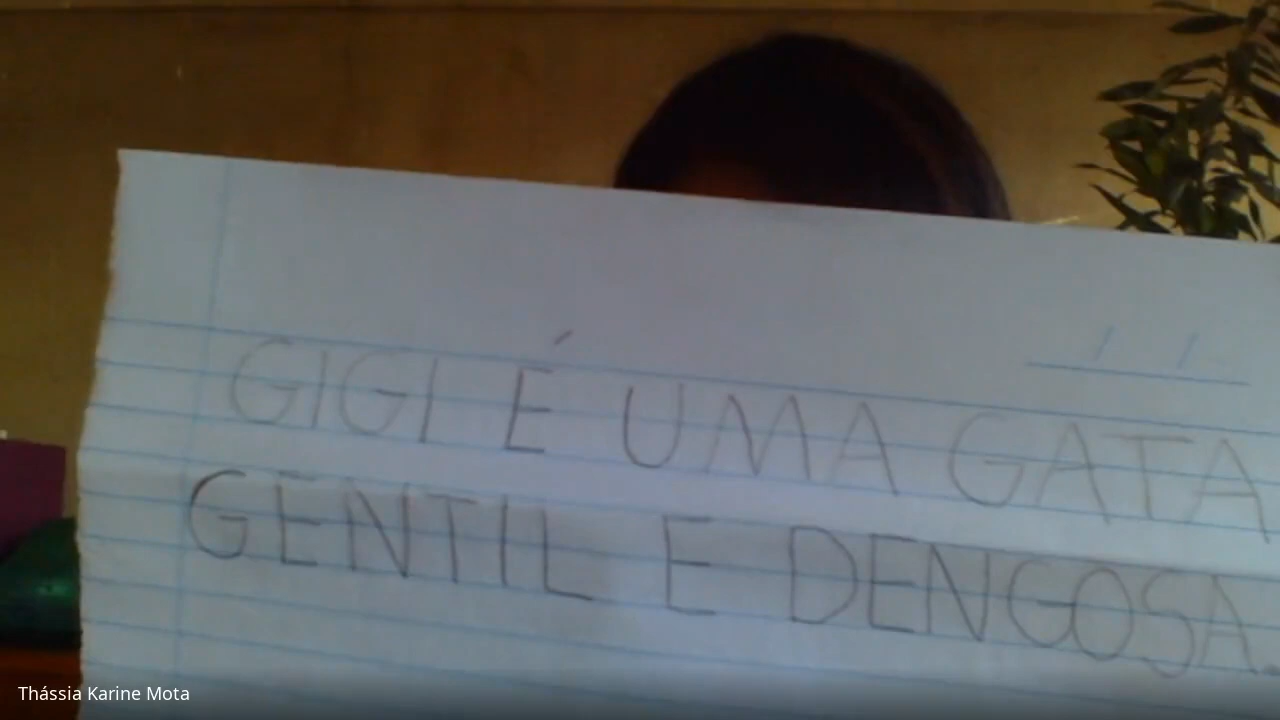 GIGI É UMA GATA
GENTIL E DENGOSA.
Thássia Karine Mota